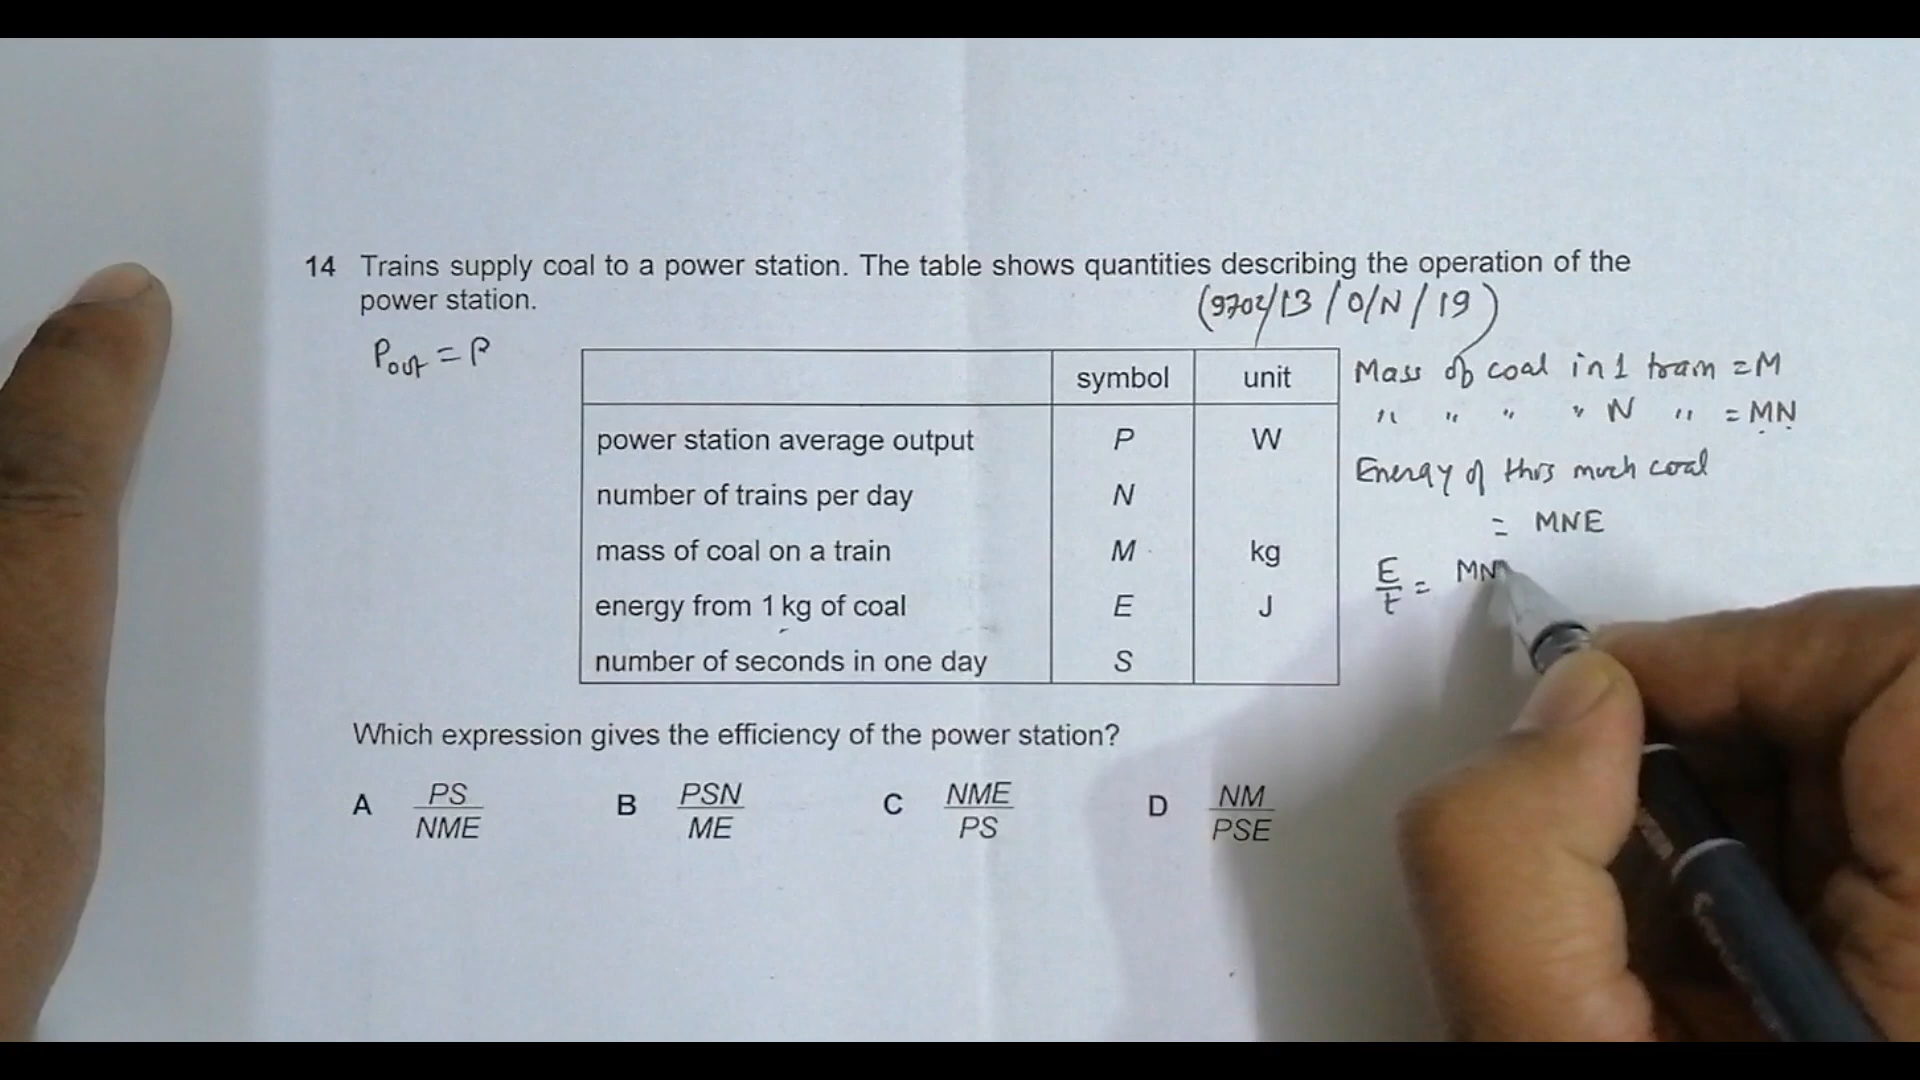 14 Trains supply coal to a power station. The table shows quantities describing the operation of the
power station.
(9702/13/O/N/19)
Pout = P
symbol unit
power station average output P W
number of trains per day N
mass of coal on a train M kg
energy from 1 kg of coal E J
number of seconds in one day S
Mass of coal in 1 train = M
" " " " N " = MN
Energy of this much coal
= MNE
E/t = MN
Which expression gives the efficiency of the power station?
A PS/NME B PSN/ME C NME/PS D NM/PSE